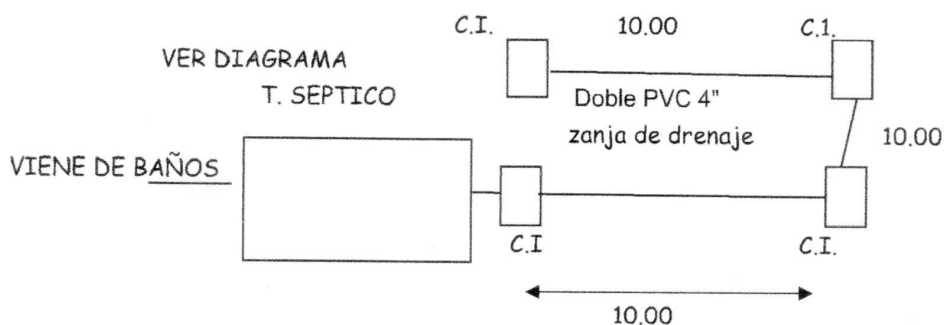 C.I.
10.00
C.1.
VER DIAGRAMA
T. SEPTICO
Doble PVC 4"
zanja de drenaje
10.00
VIENE DE BAÑOS
C.I
C.I.
10.00